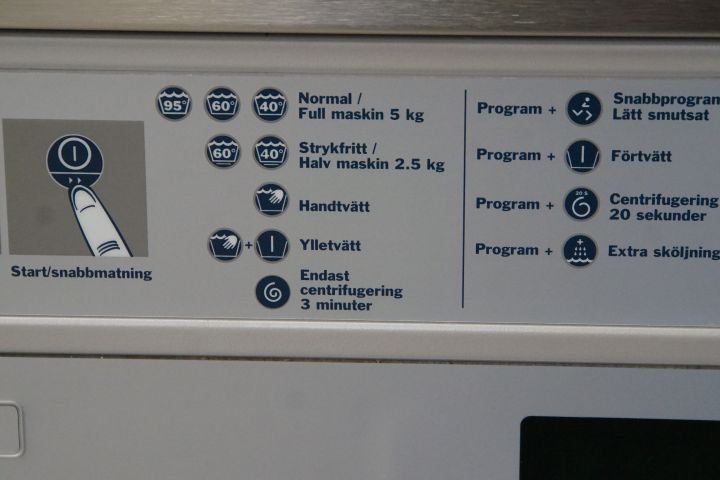 95° 60° 40° Normal /
Full maskin 5 kg
60° 40° Strykfritt /
Halv maskin 2.5 kg
Handtvätt
+ Ylletvätt
Endast
centrifugering
3 minuter
Start/snabbmatning
Program + Snabbprogram
Lätt smutsat
Program + Förtvätt
Program + 20 S Centrifugering
20 sekunder
Program + Extra sköljning